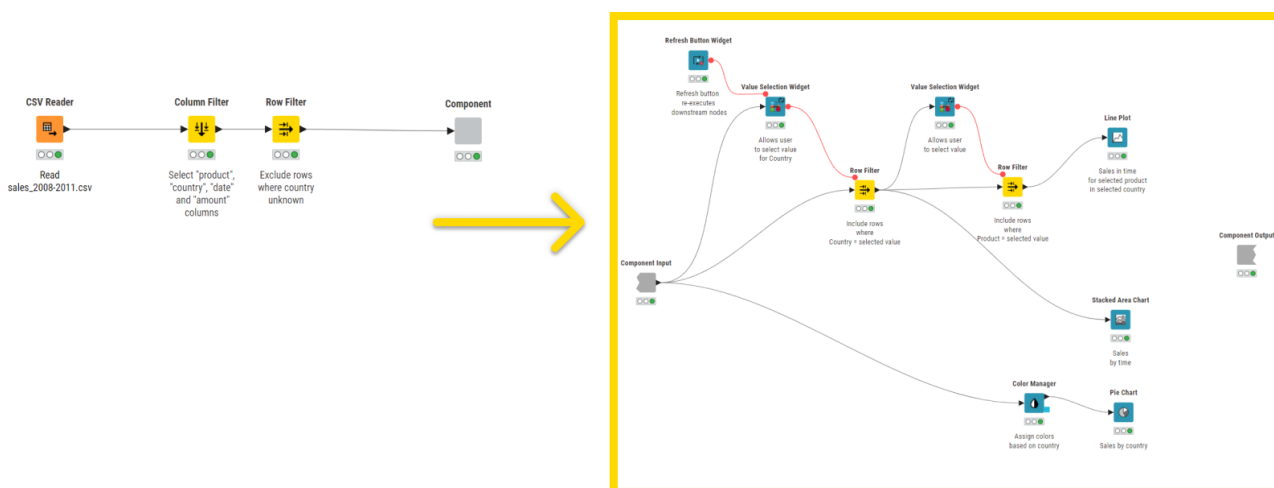 CSV Reader
Read
sales_2008-2011.csv
Column Filter
Select "product",
"country", "date"
and "amount"
columns
Row Filter
Exclude rows
where country
unknown
Component
Refresh Button Widget
Refresh button
re-executes
downstream nodes
Value Selection Widget
Allows user
to select value
for Country
Value Selection Widget
Allows user
to select value
Line Plot
Sales in time
for selected product
in selected country
Row Filter
Include rows
where
Country = selected value
Row Filter
Include rows
where
Product = selected value
Component Input
Component Output
Stacked Area Chart
Sales
by time
Color Manager
Assign colors
based on country
Pie Chart
Sales by country